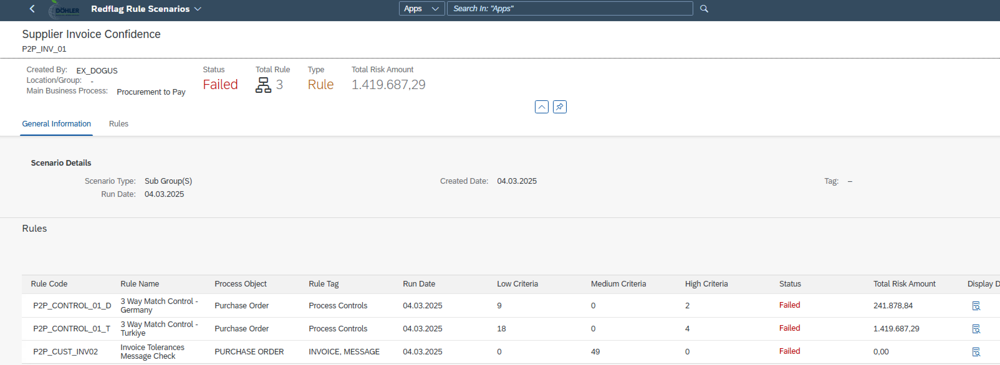 DÖHLER
Redflag Rule Scenarios
Apps
Search In: "Apps"
Supplier Invoice Confidence
P2P_INV_01
Created By: EX_DOGUS
Location/Group: -
Main Business Process: Procurement to Pay
Status
Failed
Total Rule
3
Type
Rule
Total Risk Amount
1.419.687,29
General Information Rules
Scenario Details
Scenario Type: Sub Group(S) Created Date: 04.03.2025 Tag: –
Run Date: 04.03.2025
Rules
Rule Code Rule Name Process Object Rule Tag Run Date Low Criteria Medium Criteria High Criteria Status Total Risk Amount Display D
P2P_CONTROL_01_D 3 Way Match Control - Germany Purchase Order Process Controls 04.03.2025 9 0 2 Failed 241.878,84
P2P_CONTROL_01_T 3 Way Match Control - Turkiye Purchase Order Process Controls 04.03.2025 18 0 4 Failed 1.419.687,29
P2P_CUST_INV02 Invoice Tolerances Message Check PURCHASE ORDER INVOICE, MESSAGE 04.03.2025 0 49 0 Failed 0,00